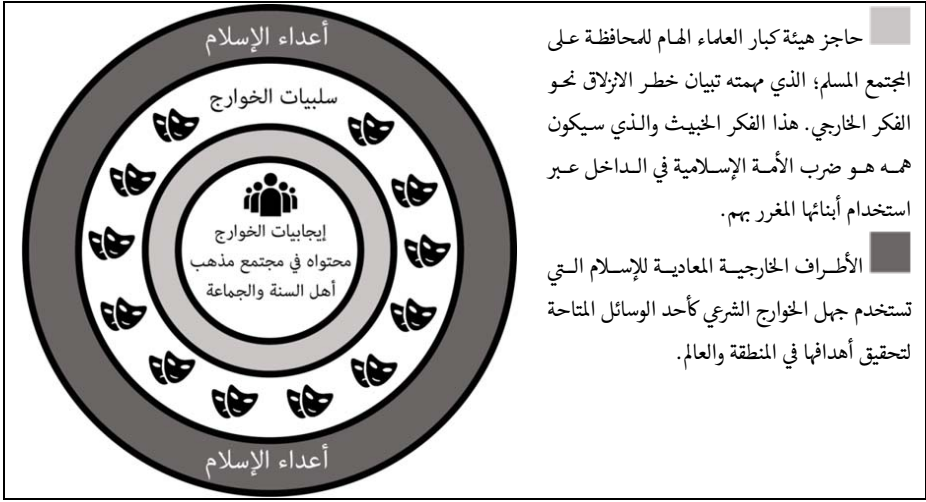 حاجز هيئة كبار العلماء الهام للمحافظة على
المجتمع المسلم؛ الذي مهمته تبيان خطر الانزلاق نحو
الفكر الخارجي. هذا الفكر الخبيث والذي سيكون
همه هو ضرب الأمة الإسلامية في الداخل عبر
استخدام أبنائها المغرر بهم.
الأطراف الخارجية المعادية للإسلام التي
تستخدم جهل الخوارج الشرعي كأحد الوسائل المتاحة
لتحقيق أهدافها في المنطقة والعالم.
أعداء الإسلام
سلبيات الخوارج
إيجابيات الخوارج
محتواه في مجتمع مذهب
أهل السنة والجماعة
أعداء الإسلام